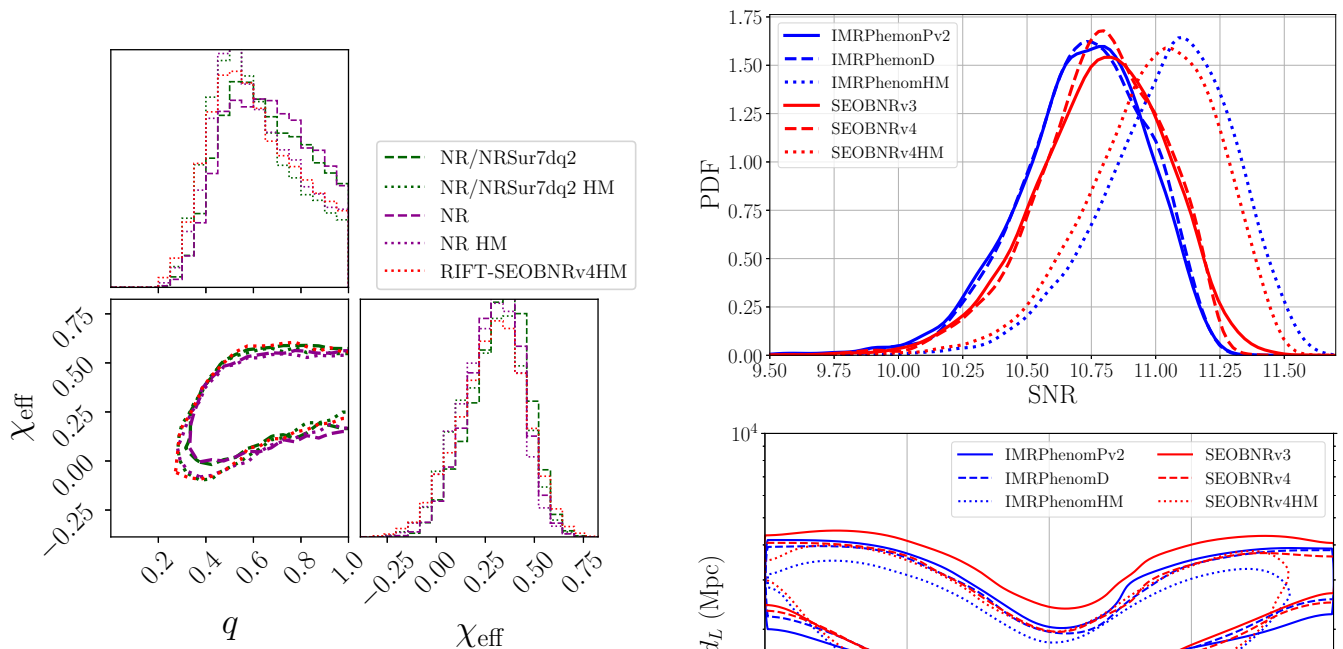 NR/NRSur7dq2
NR/NRSur7dq2 HM
NR
NR HM
RIFT-SEOBNRv4HM
χeff
0.75
0.50
0.25
0.00
−0.25
0.2
0.4
0.6
0.8
1.0
q
−0.25
0.00
0.25
0.50
0.75
χeff
PDF
1.75
1.50
1.25
1.00
0.75
0.50
0.25
0.00
IMRPhemonPv2
IMRPhemonD
IMRPhenomHM
SEOBNRv3
SEOBNRv4
SEOBNRv4HM
9.50
9.75
10.00
10.25
10.50
10.75
11.00
11.25
11.50
SNR
10^4
d_L (Mpc)
IMRPhenomPv2
IMRPhenomD
IMRPhenomHM
SEOBNRv3
SEOBNRv4
SEOBNRv4HM